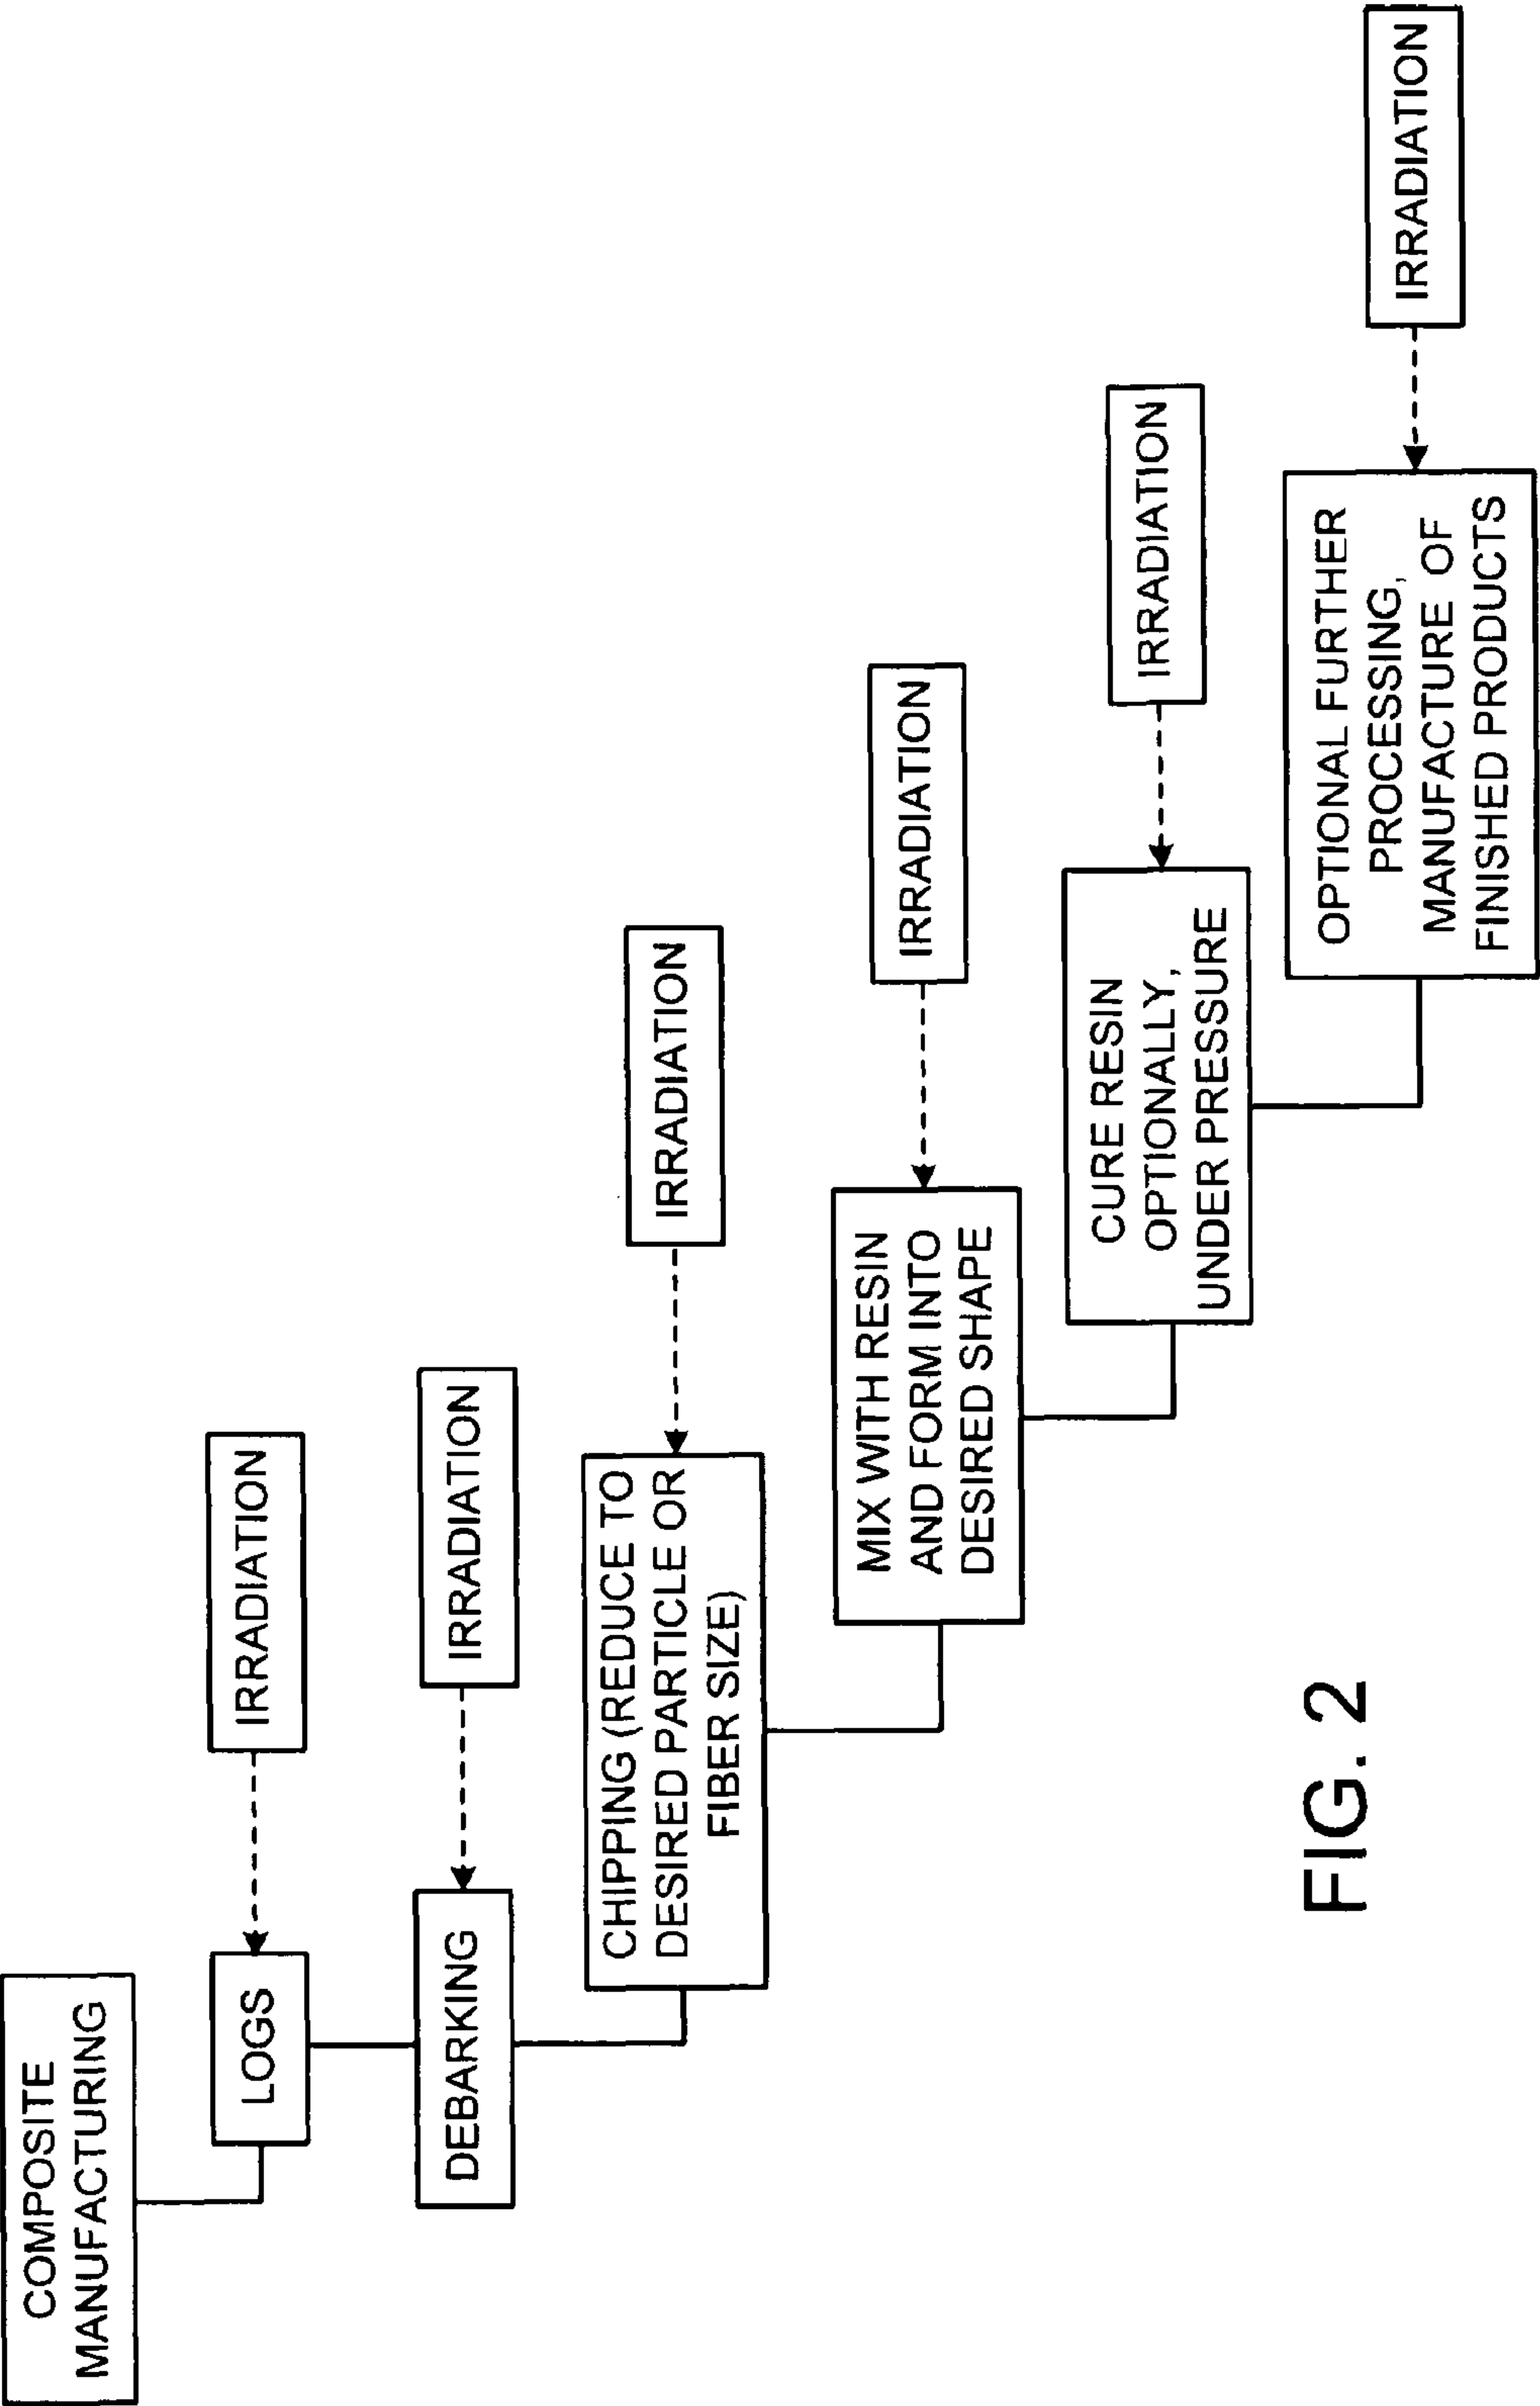 COMPOSITE
MANUFACTURING
LOGS
IRRADIATION
DEBARKING
IRRADIATION
CHIPPING (REDUCE TO
DESIRED PARTICLE OR
FIBER SIZE)
IRRADIATION
MIX WITH RESIN
AND FORM INTO
DESIRED SHAPE
IRRADIATION
CURE RESIN
OPTIONALLY,
UNDER PRESSURE
IRRADIATION
OPTIONAL FURTHER
PROCESSING,
MANUFACTURE OF
FINISHED PRODUCTS
IRRADIATION
FIG. 2